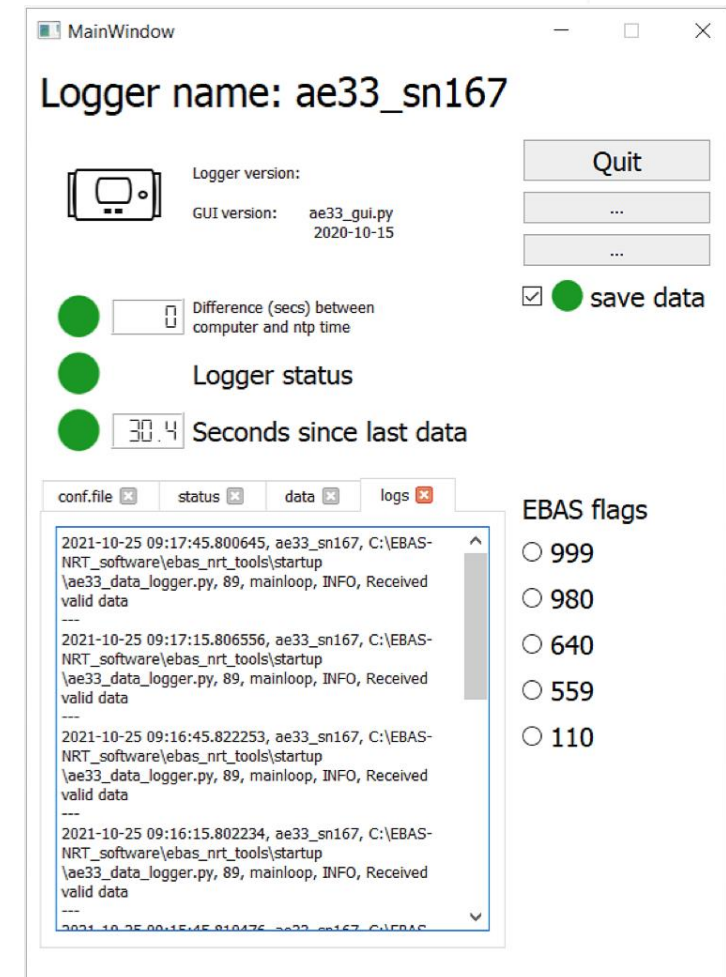 MainWindow
Logger name: ae33_sn167
Logger version:
GUI version: ae33_gui.py
2020-10-15
Quit
...
...
save data
0 Difference (secs) between
computer and ntp time
Logger status
30.4 Seconds since last data
conf.file status data logs
2021-10-25 09:17:45.800645, ae33_sn167, C:\EBAS-
NRT_software\ebas_nrt_tools\startup
\ae33_data_logger.py, 89, mainloop, INFO, Received
valid data
---
2021-10-25 09:17:15.806556, ae33_sn167, C:\EBAS-
NRT_software\ebas_nrt_tools\startup
\ae33_data_logger.py, 89, mainloop, INFO, Received
valid data
---
2021-10-25 09:16:45.822253, ae33_sn167, C:\EBAS-
NRT_software\ebas_nrt_tools\startup
\ae33_data_logger.py, 89, mainloop, INFO, Received
valid data
---
2021-10-25 09:16:15.802234, ae33_sn167, C:\EBAS-
NRT_software\ebas_nrt_tools\startup
\ae33_data_logger.py, 89, mainloop, INFO, Received
valid data
---
2021-10-25 ae33_sn167, C:\EBAS-
EBAS flags
999
980
640
559
110